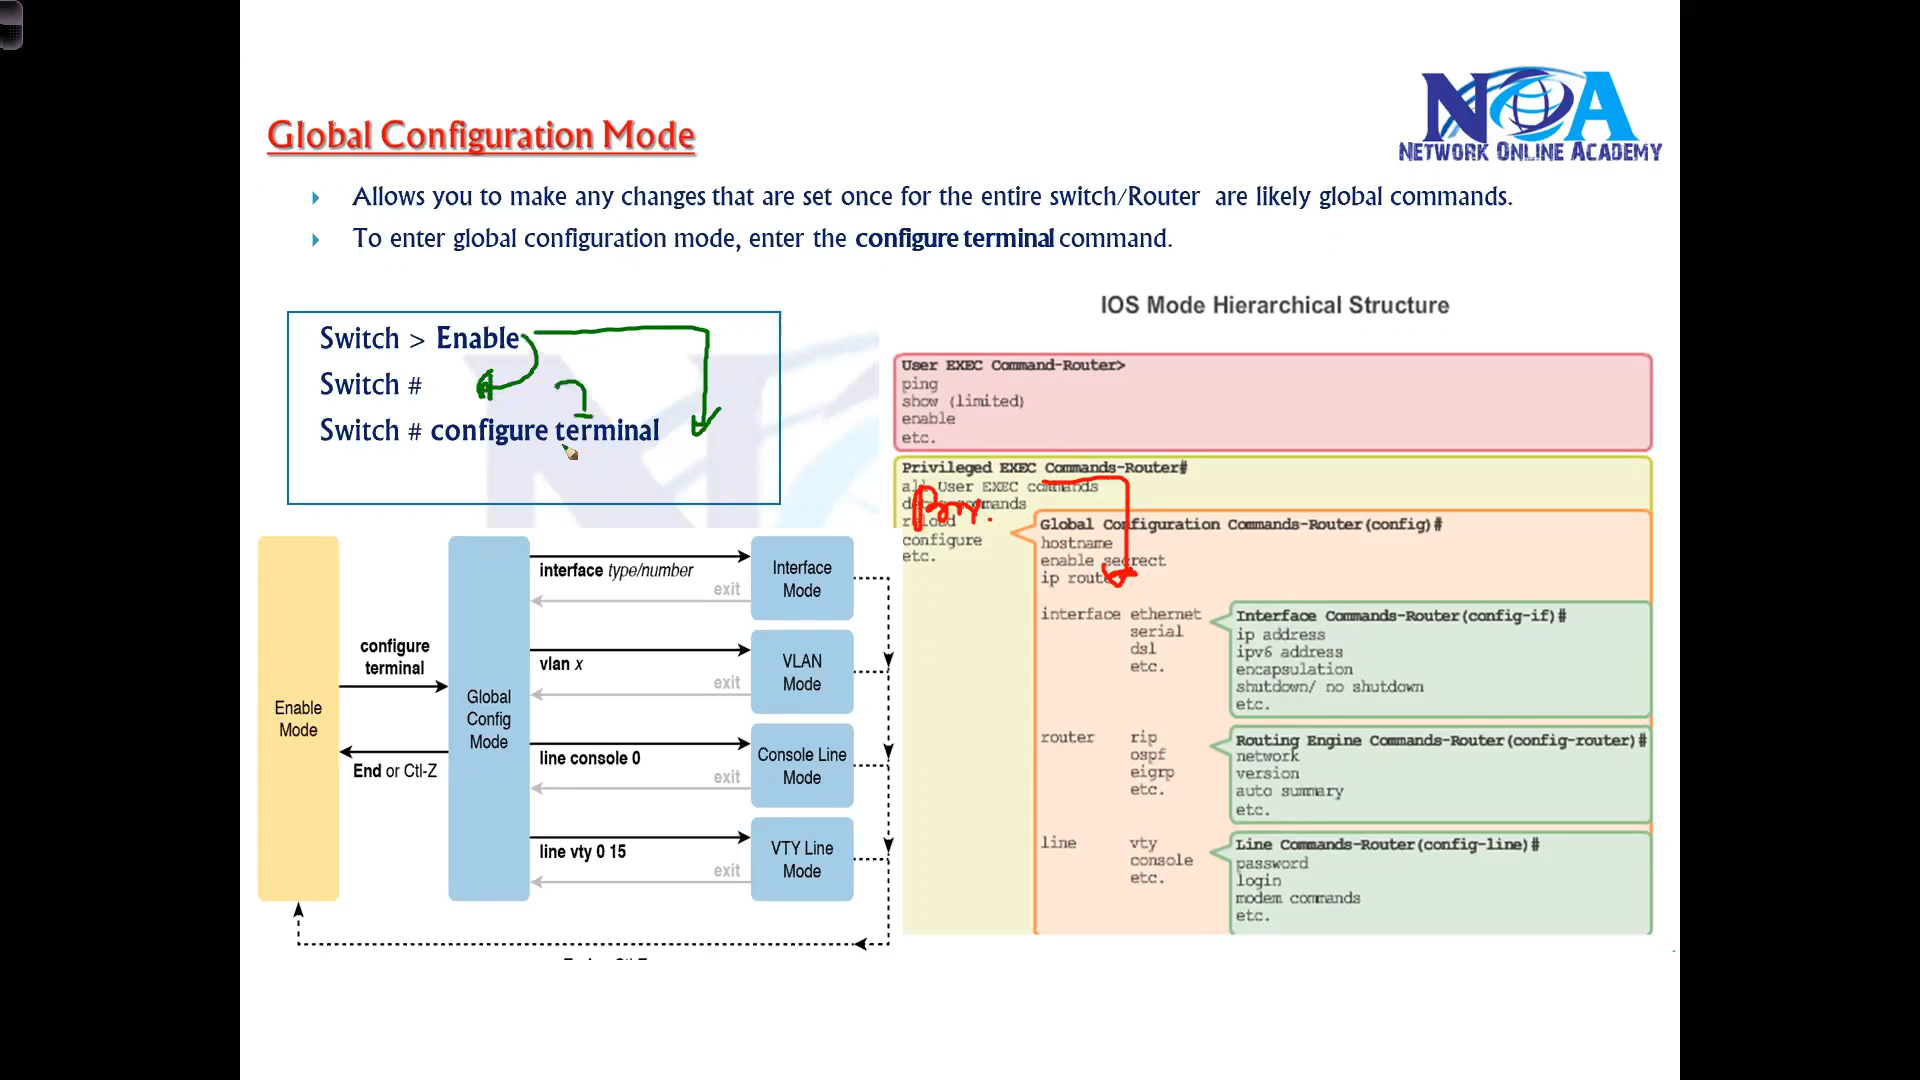 NOA
NETWORK ONLINE ACADEMY
Global Configuration Mode
Allows you to make any changes that are set once for the entire switch/Router are likely global commands.
To enter global configuration mode, enter the configure terminal command.
Switch > Enable
Switch #
Switch # configure terminal
IOS Mode Hierarchical Structure
User EXEC Command-Router>
ping
show (limited)
enable
etc.
Privileged EXEC Commands-Router#
all User EXEC commands
commands
reload
configure
etc.
Global Configuration Commands-Router(config)#
hostname
enable secrect
ip route
interface ethernet
serial
dsl
etc.
Interface Commands-Router(config-if)#
ip address
ipv6 address
encapsulation
shutdown/ no shutdown
etc.
router rip
ospf
eigrp
etc.
Routing Engine Commands-Router(config-router)#
network
version
auto summary
etc.
line vty
console
etc.
Line Commands-Router(config-line)#
password
login
modem commands
etc.
Enable
Mode
configure
terminal
End or Ctl-Z
Global
Config
Mode
interface type/number
exit
Interface
Mode
vlan x
exit
VLAN
Mode
line console 0
exit
Console Line
Mode
line vty 0 15
exit
VTY Line
Mode